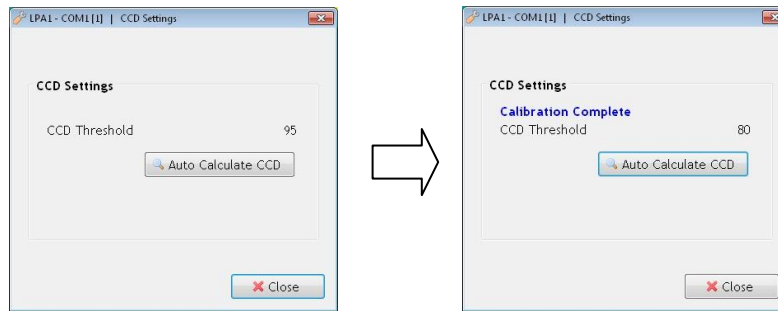 LPA1 - COM1[1] | CCD Settings
CCD Settings
CCD Threshold 95
Auto Calculate CCD
Close
LPA1 - COM1[1] | CCD Settings
CCD Settings
Calibration Complete
CCD Threshold 80
Auto Calculate CCD
Close